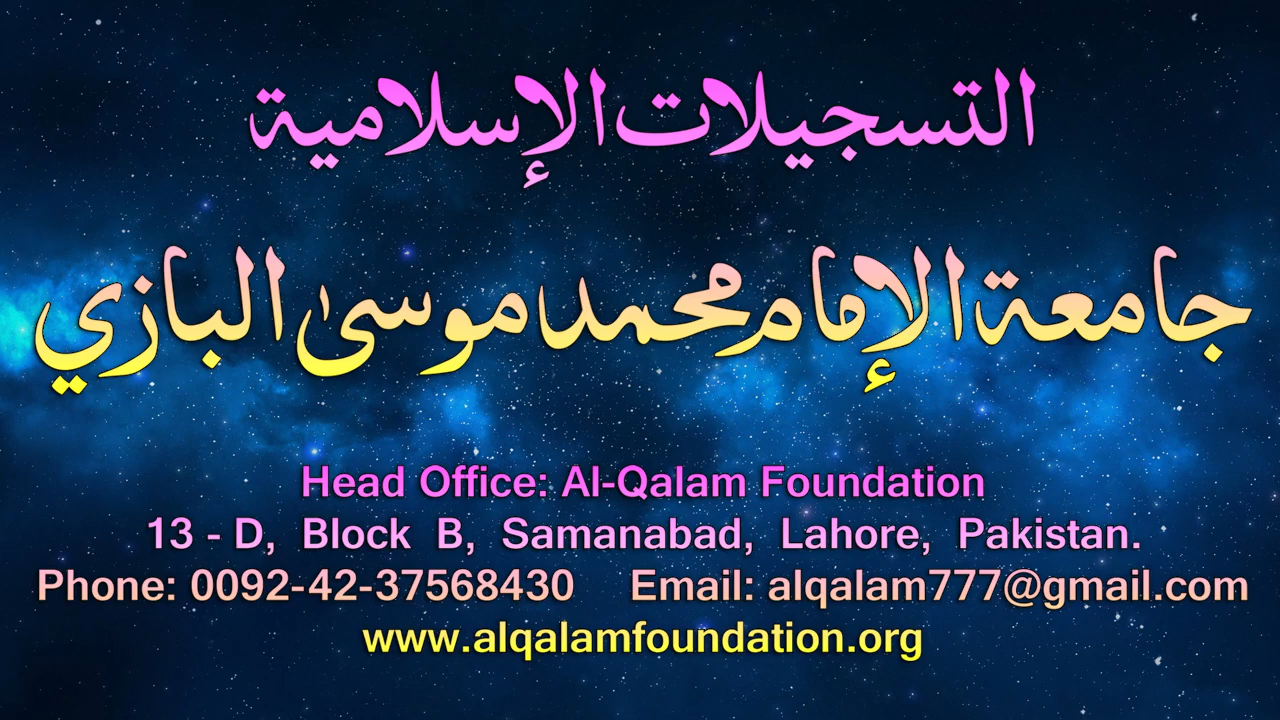 التسجيلات الإسلامية
جامعة الإمام محمد موسىٰ البازي
Head Office: Al-Qalam Foundation
13 - D, Block B, Samanabad, Lahore, Pakistan.
Phone: 0092-42-37568430 Email: alqalam777@gmail.com
www.alqalamfoundation.org